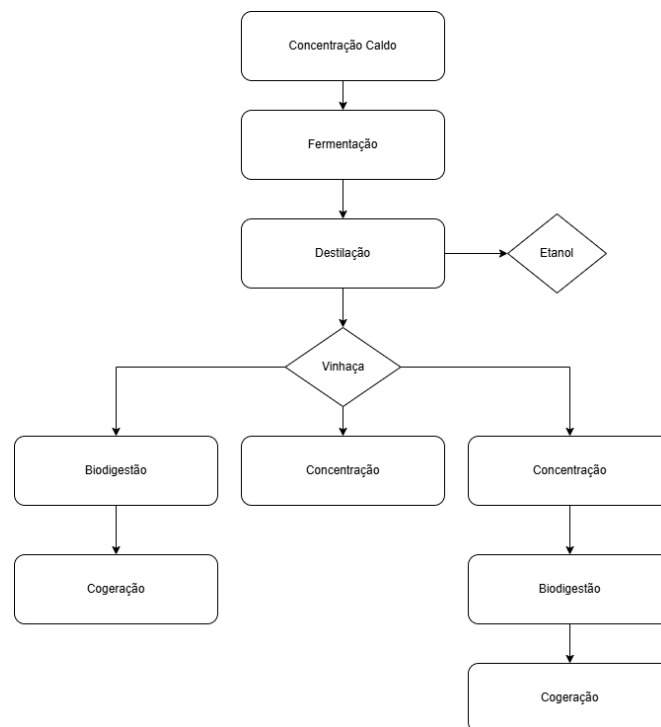 Concentração Caldo
Fermentação
Destilação
Etanol
Vinhaça
Biodigestão
Concentração
Concentração
Cogeração
Biodigestão
Cogeração